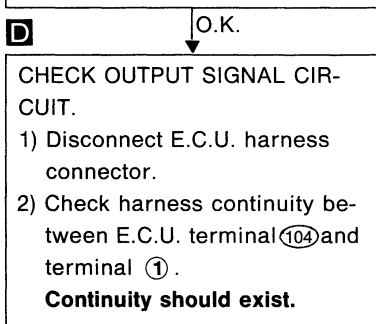 D
O.K.
CHECK OUTPUT SIGNAL CIR-
CUIT.
1) Disconnect E.C.U. harness
connector.
2) Check harness continuity be-
tween E.C.U. terminal (104) and
terminal ①.
Continuity should exist.